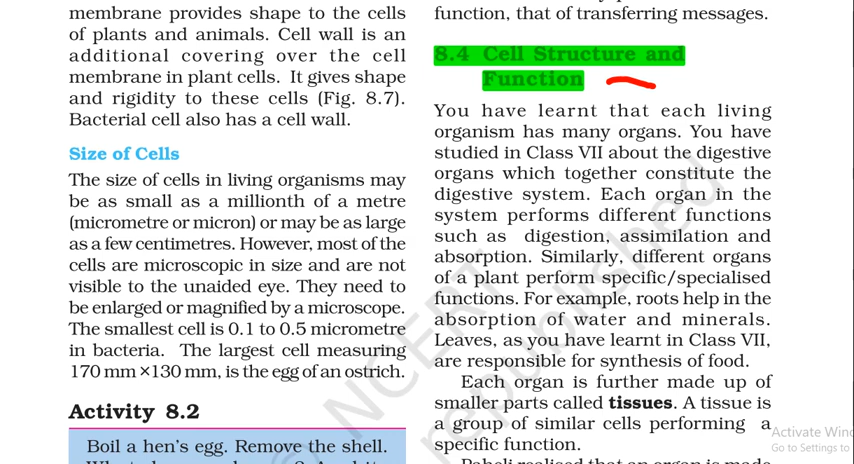 membrane provides shape to the cells
of plants and animals. Cell wall is an
additional covering over the cell
membrane in plant cells. It gives shape
and rigidity to these cells (Fig. 8.7).
Bacterial cell also has a cell wall.
Size of Cells
The size of cells in living organisms may
be as small as a millionth of a metre
(micrometre or micron) or may be as large
as a few centimetres. However, most of the
cells are microscopic in size and are not
visible to the unaided eye. They need to
be enlarged or magnified by a microscope.
The smallest cell is 0.1 to 0.5 micrometre
in bacteria. The largest cell measuring
170 mm ×130 mm, is the egg of an ostrich.
Activity 8.2
Boil a hen's egg. Remove the shell.
function, that of transferring messages.
8.4 Cell Structure and
Function
You have learnt that each living
organism has many organs. You have
studied in Class VII about the digestive
organs which together constitute the
digestive system. Each organ in the
system performs different functions
such as digestion, assimilation and
absorption. Similarly, different organs
of a plant perform specific/specialised
functions. For example, roots help in the
absorption of water and minerals.
Leaves, as you have learnt in Class VII,
are responsible for synthesis of food.
Each organ is further made up of
smaller parts called tissues. A tissue is
a group of similar cells performing a
specific function.
Paheli realised that an organ is made
© NCERT
republished
Activate Wind
Go to Settings to